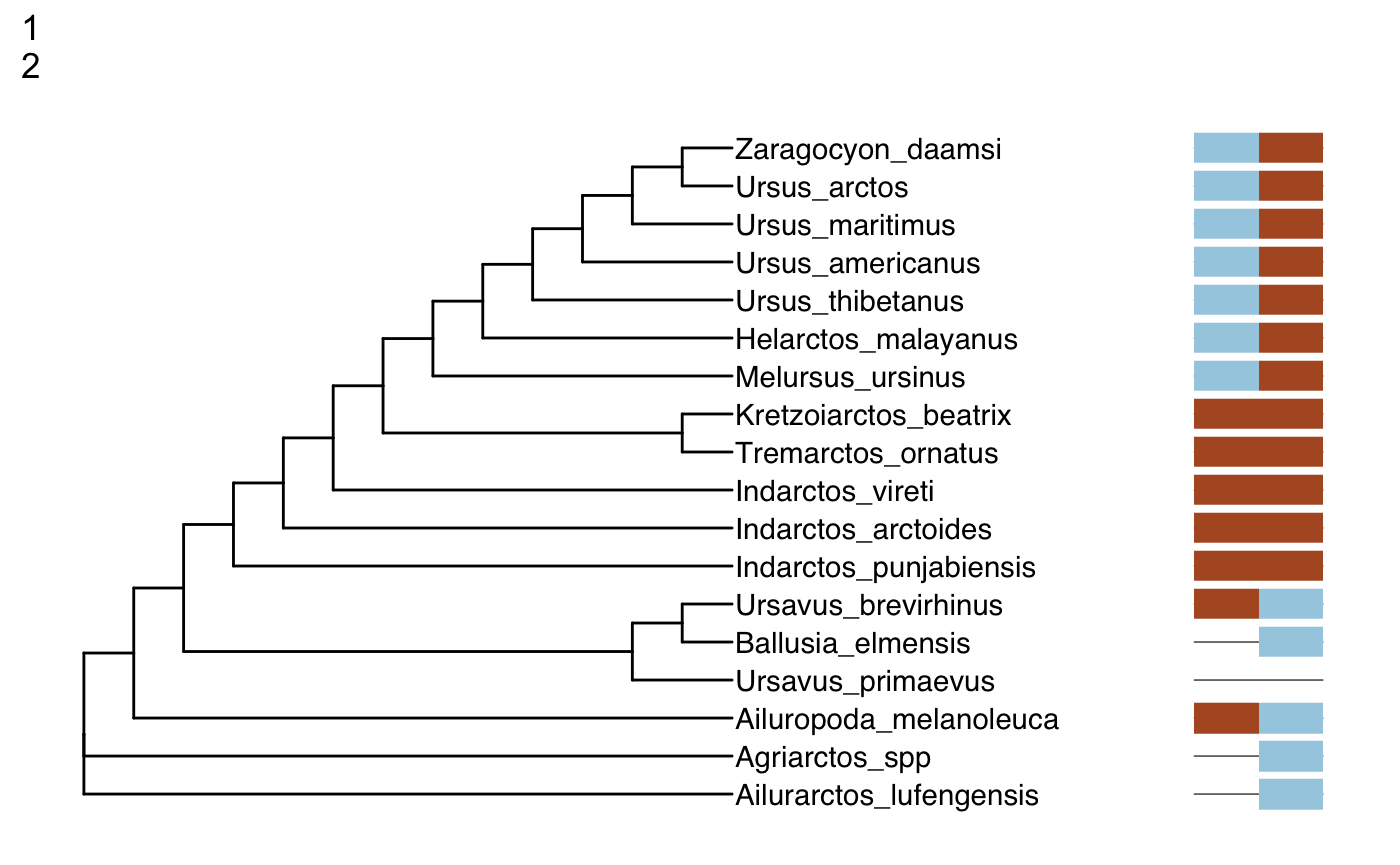 1
2
Zaragocyon_daamsi
Ursus_arctos
Ursus_maritimus
Ursus_americanus
Ursus_thibetanus
Helarctos_malayanus
Melursus_ursinus
Kretzoiarctos_beatrix
Tremarctos_ornatus
Indarctos_vireti
Indarctos_arctoides
Indarctos_punjabiensis
Ursavus_brevirhinus
Ballusia_elmensis
Ursavus_primaevus
Ailuropoda_melanoleuca
Agriarctos_spp
Ailurarctos_lufengensis